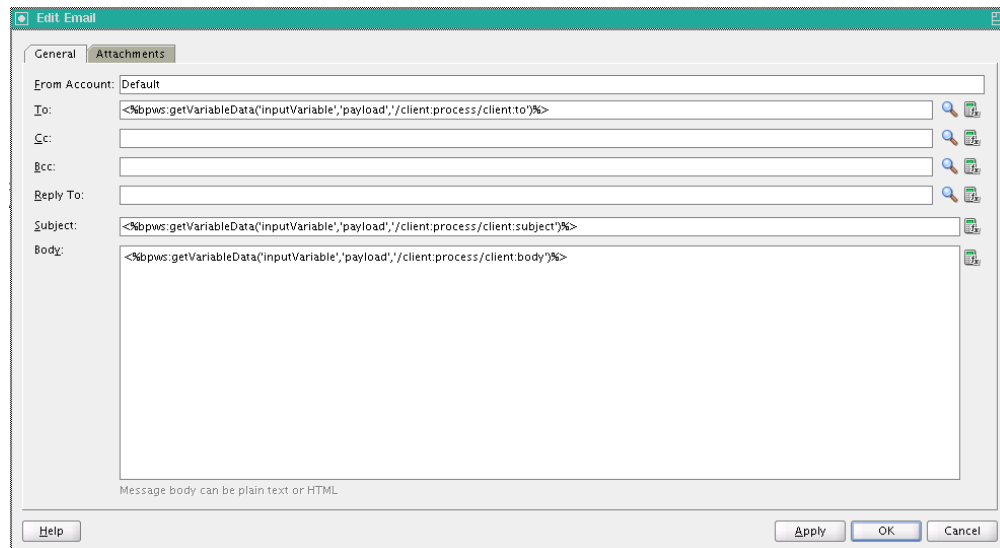 Edit Email
General Attachments
From Account: Default
To: <%bpws:getVariableData('inputVariable','payload','/client:process/client:to')%>
Cc:
Bcc:
Reply To:
Subject: <%bpws:getVariableData('inputVariable','payload','/client:process/client:subject')%>
Body: <%bpws:getVariableData('inputVariable','payload','/client:process/client:body')%>
Message body can be plain text or HTML
Help Apply OK Cancel